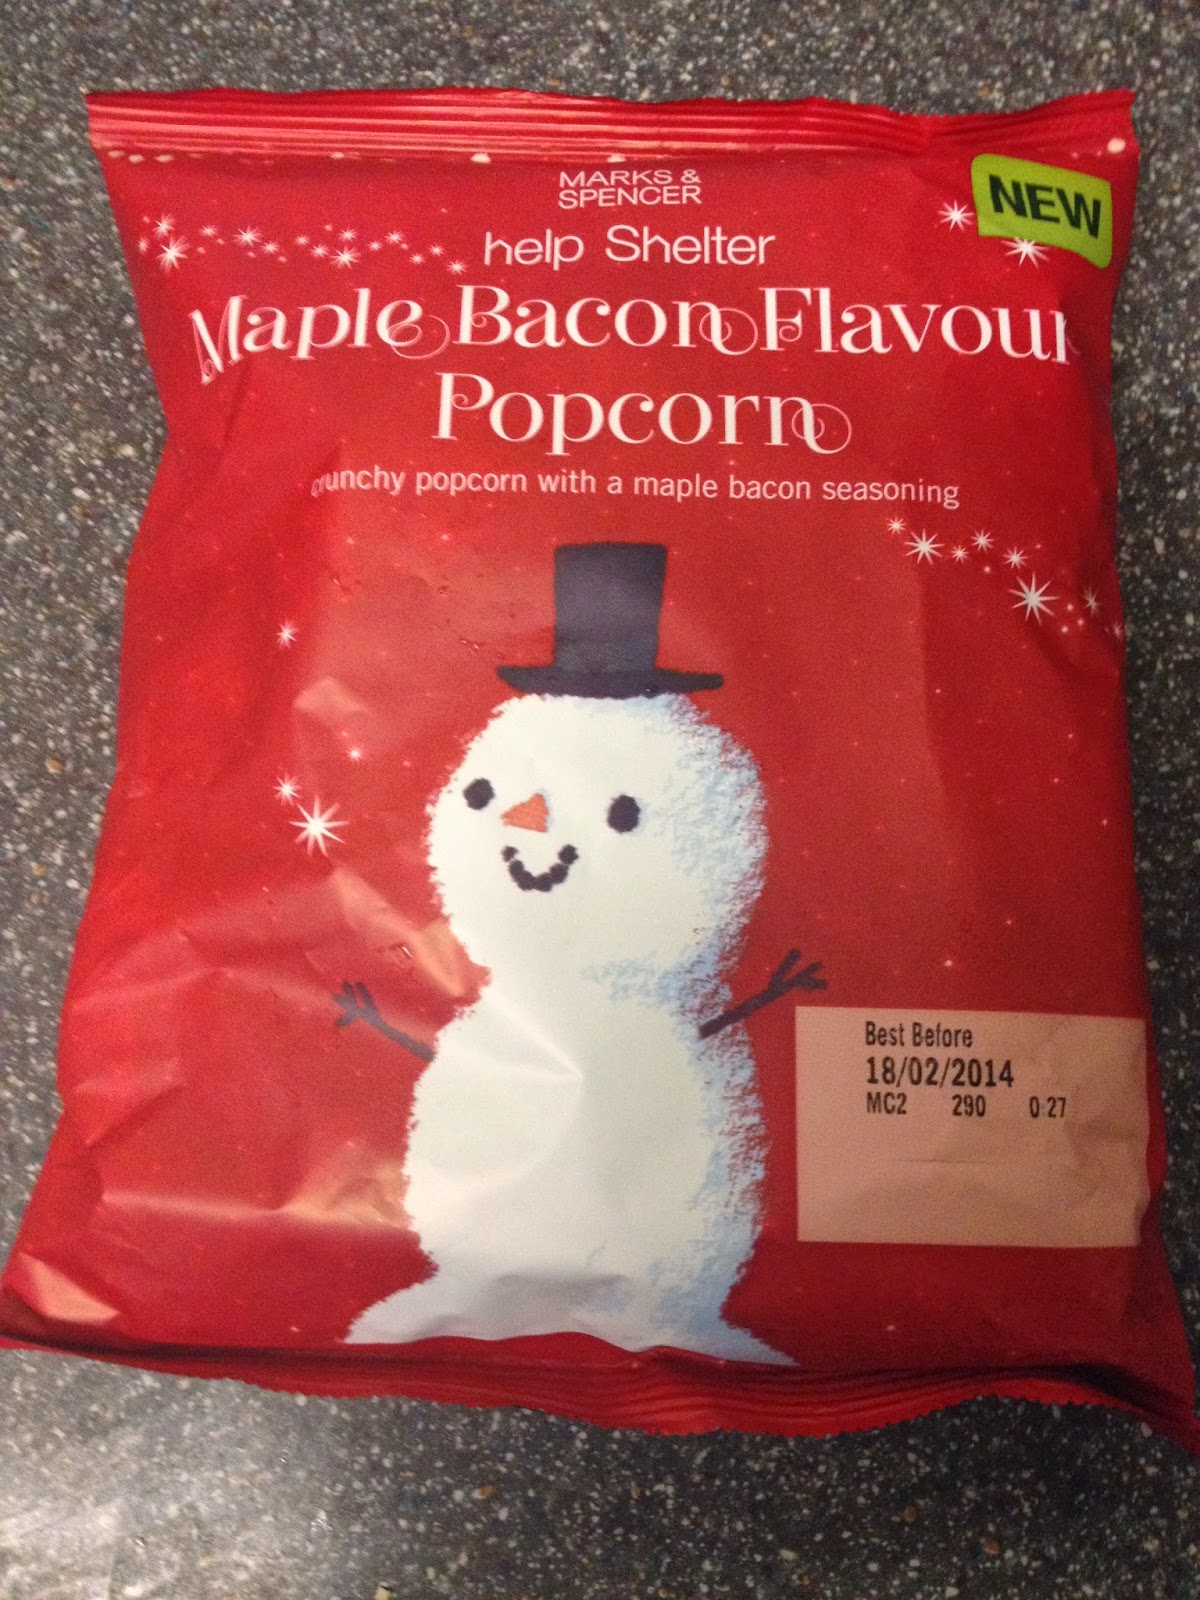 MARKS &
SPENCER
NEW
help Shelter
Maple Bacon Flavour
Popcorn
crunchy popcorn with a maple bacon seasoning
Best Before
18/02/2014
MC2 290 0:27